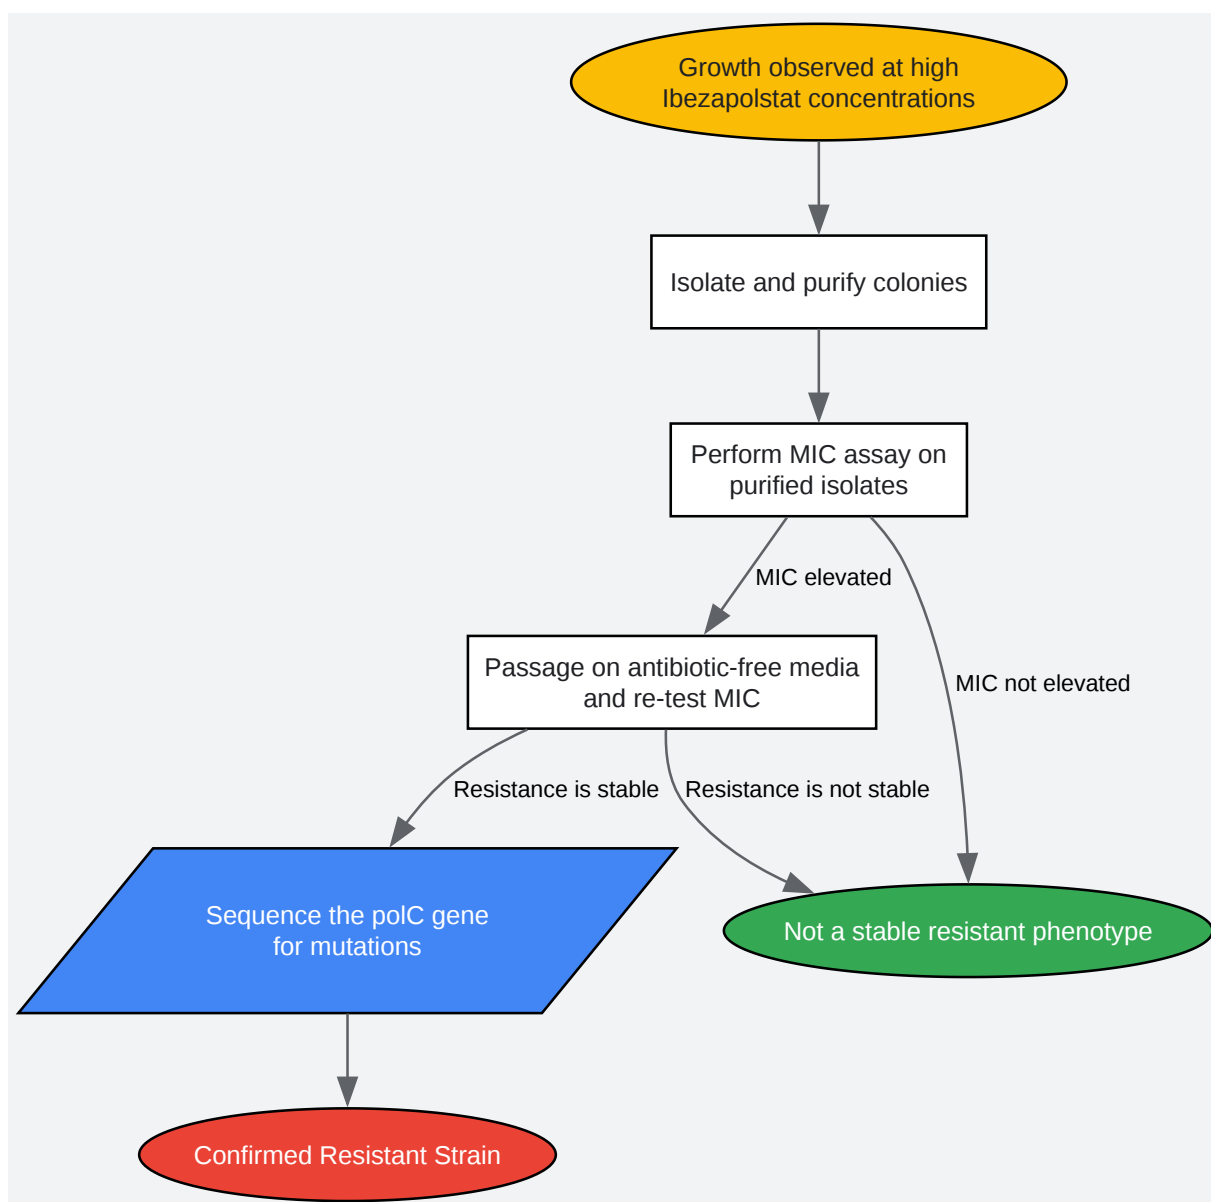 Growth observed at high
Ibezapolstat concentrations
Isolate and purify colonies
Perform MIC assay on
purified isolates
MIC elevated
MIC not elevated
Passage on antibiotic-free media
and re-test MIC
Resistance is stable
Resistance is not stable
Sequence the polC gene
for mutations
Not a stable resistant phenotype
Confirmed Resistant Strain